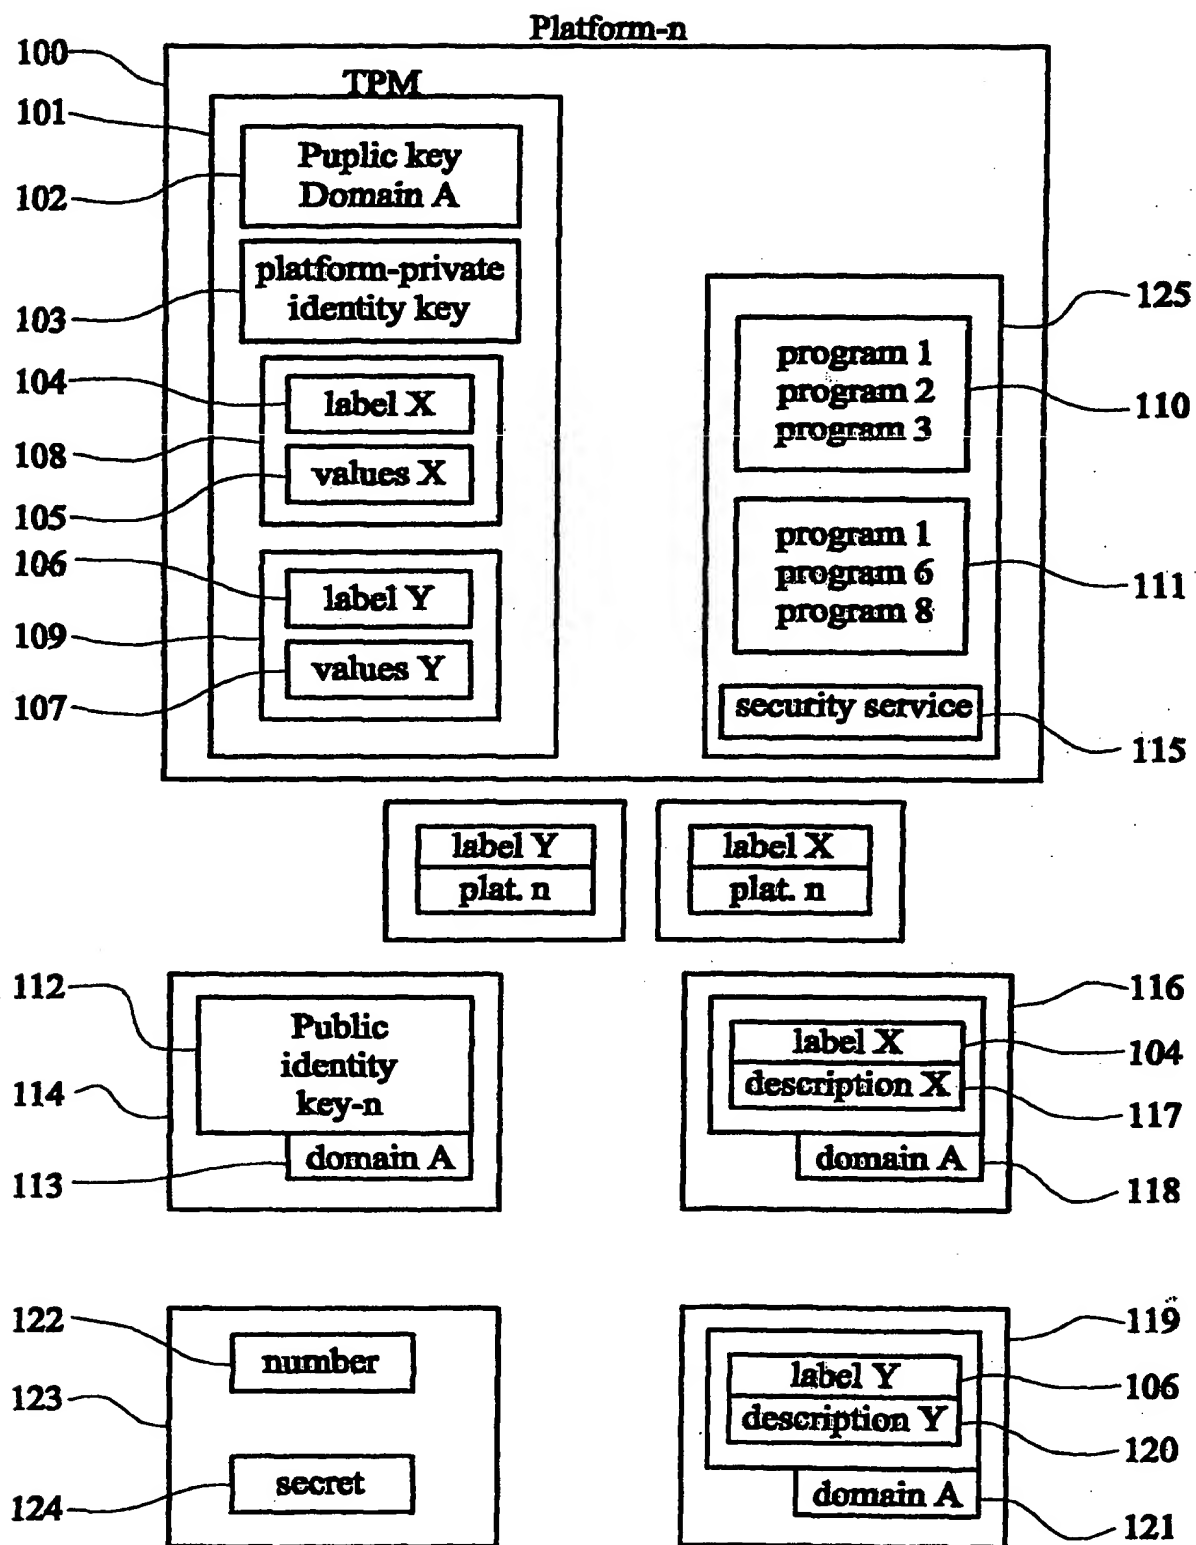 Platform-n
100
TPM
101
Puplic key
Domain A
102
platform-private
identity key
103
125
program 1
program 2
program 3
110
104
label X
108
values X
105
program 1
program 6
program 8
111
106
label Y
109
values Y
107
security service
115
label Y
plat. n
label X
plat. n
112
Public
identity
key-n
114
domain A
113
116
label X
104
description X
117
domain A
118
122
number
123
secret
124
119
label Y
106
description Y
120
domain A
121